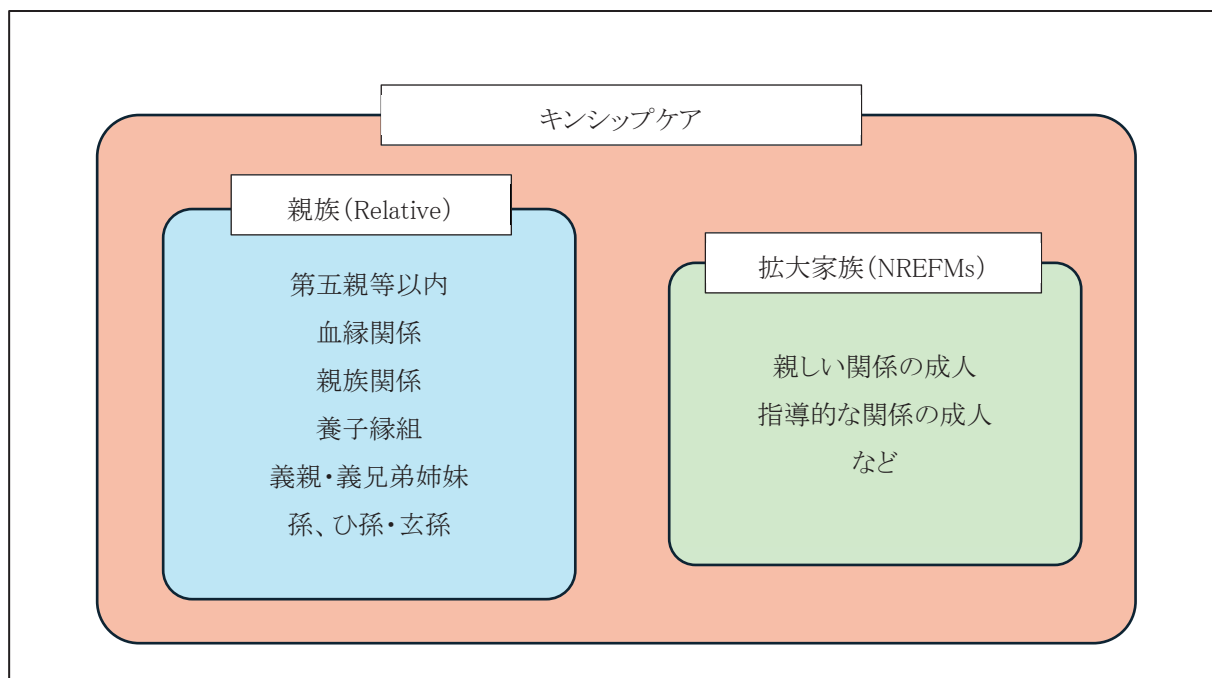 キンシップケア
親族（Relative）
第五親等以内
血縁関係
親族関係
養子縁組
義親・義兄弟姉妹
孫、ひ孫・玄孫
拡大家族（NREFMs）
親しい関係の成人
指導的な関係の成人
など